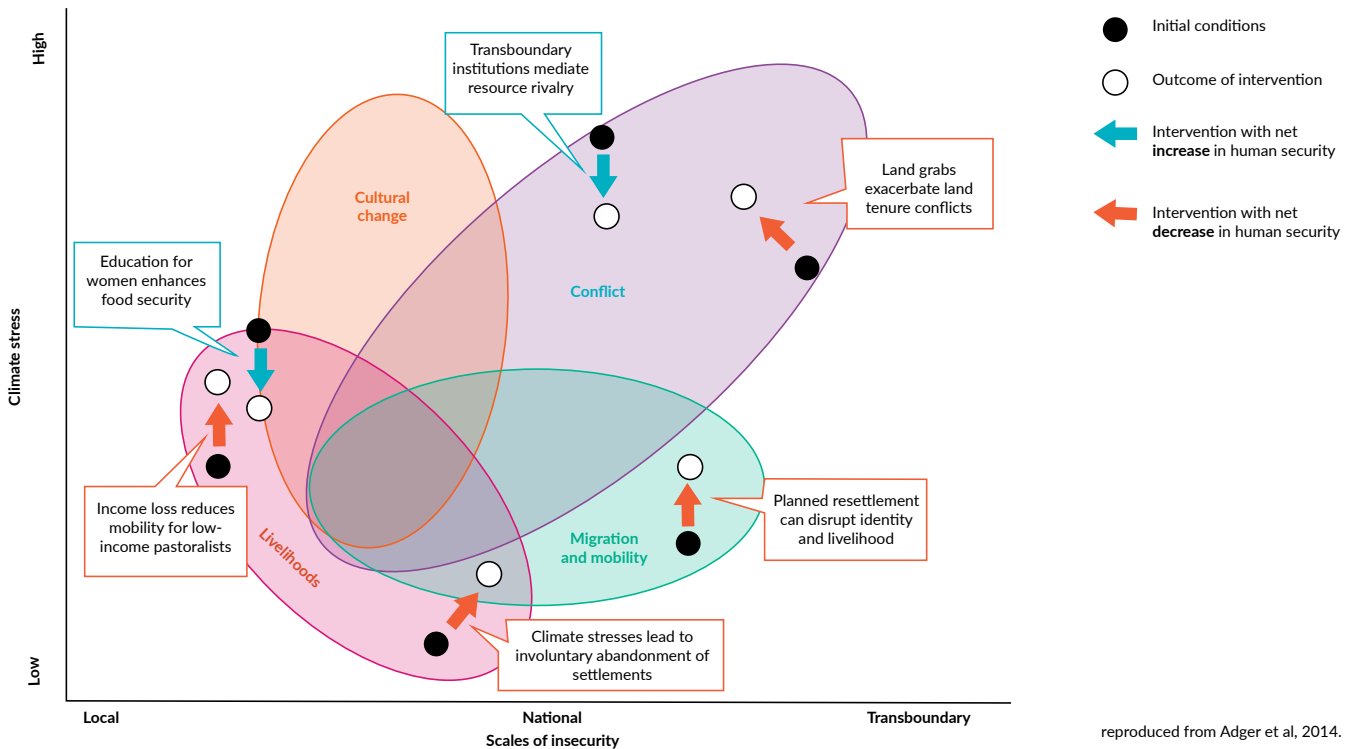 High
Climate stress
Low
Transboundary
institutions mediate
resource rivalry
Cultural
change
Land grabs
exacerbate land
tenure conflicts
Education for
women enhances
food security
Conflict
Income loss reduces
mobility for low-
income pastoralists
Livelihoods
Migration
and mobility
Planned resettlement
can disrupt identity
and livelihood
Climate stresses lead to
involuntary abandonment of
settlements
Local
National
Transboundary
Scales of insecurity
Initial conditions
Outcome of intervention
Intervention with net
increase in human security
Intervention with net
decrease in human security
reproduced from Adger et al, 2014.